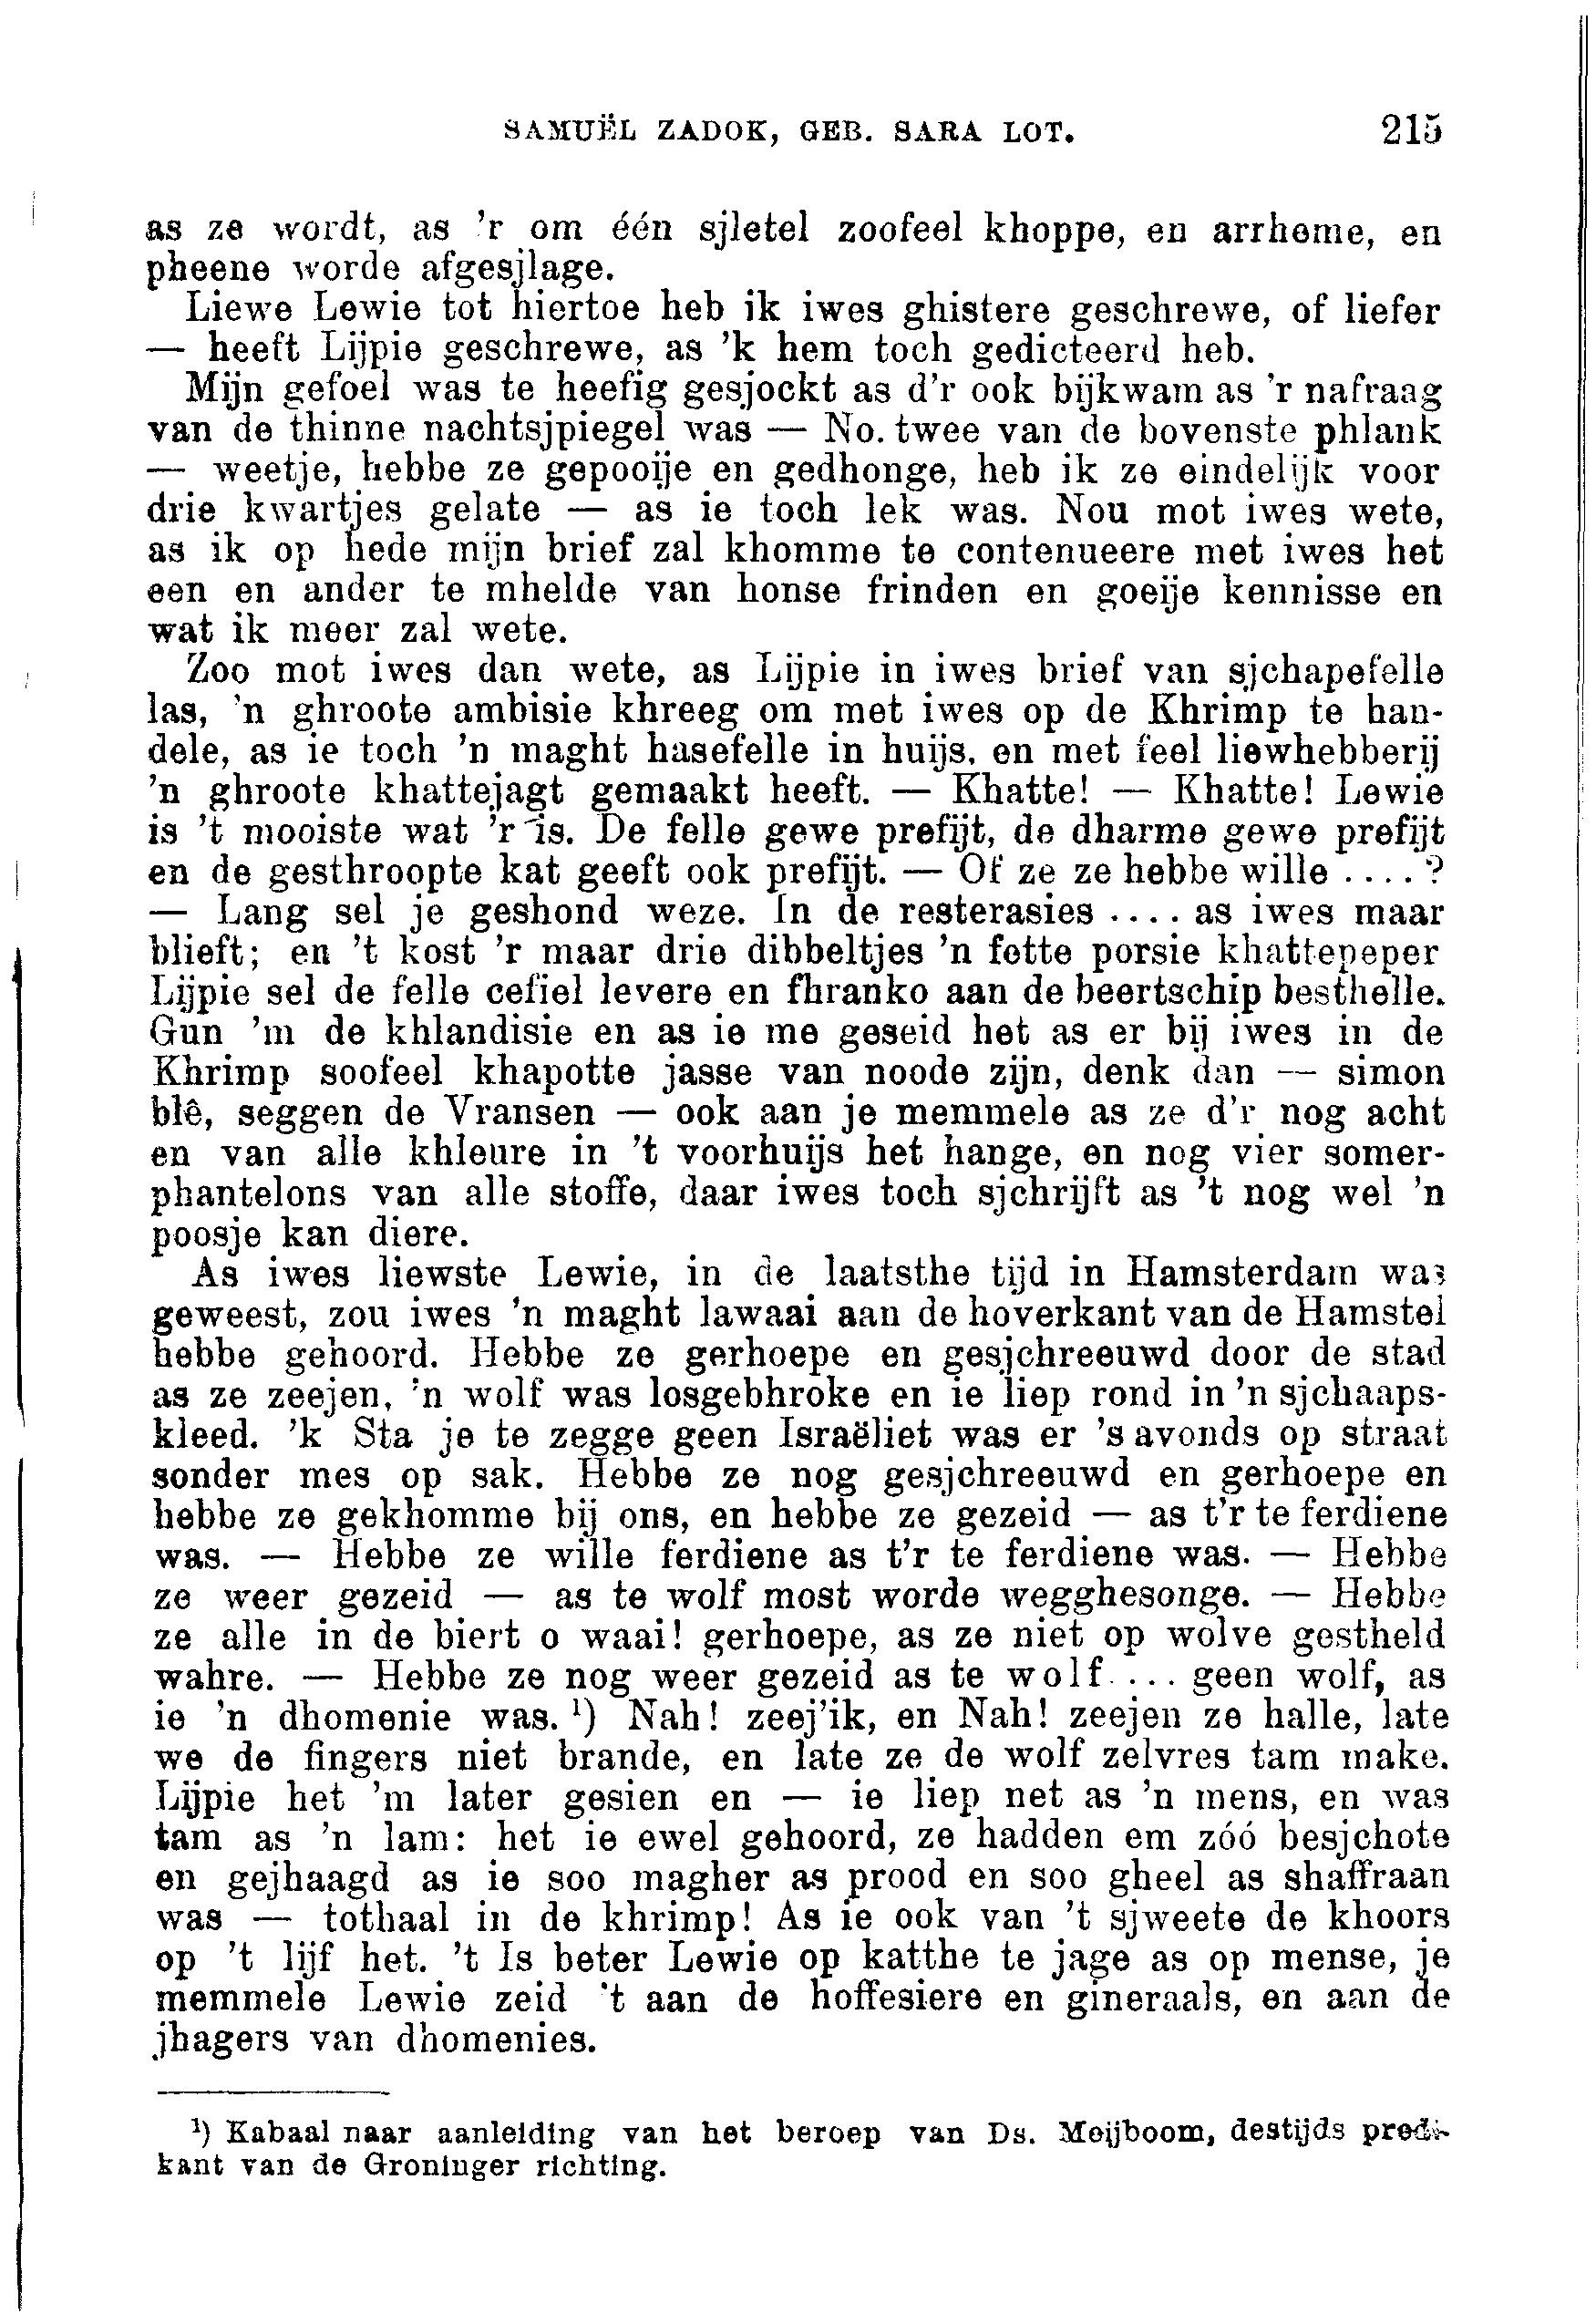 SAMUËL ZADOK, GEB. SARA LOT. 215
as ze wordt, as 'r om één sjletel zoofeel khoppe, en arrheme, en
pheene worde afgesjlage.
Liewe Lewie tot hiertoe heb ik iwes ghistere geschrewe, of liefer
— heeft Lijpie geschrewe, as 'k hem toch gedicteerd heb.
Mijn gefoel was te heefig gesjockt as d'r ook bijkwam as 'r nafraag
van de thinne nachtsjpiegel was — No. twee van de bovenste phlank
— weetje, hebbe ze gepooije en gedhonge, heb ik ze eindelijk voor
drie kwartjes gelate — as ie toch lek was. Nou mot iwes wete,
as ik op hede mijn brief zal khomme te contenueere met iwes het
een en ander te mhelde van honse frinden en goeije kennisse en
wat ik meer zal wete.
Zoo mot iwes dan wete, as Lijpie in iwes brief van sjchapefelle
las, 'n ghroote ambisie khreeg om met iwes op de Khrimp te han-
dele, as ie toch 'n maght hasefelle in huijs, en met feel liewhebberij
'n ghroote khattejagt gemaakt heeft. — Khatte! — Khatte! Lewie
is 't mooiste wat 'r is. De felle gewe prefijt, de dharme gewe prefijt
en de gesthroopte kat geeft ook prefijt. — Of ze ze hebbe wille ....?
— Lang sel je geshond weze. In de resterasies .... as iwes maar
blieft; en 't kost 'r maar drie dibbeltjes 'n fette porsie khattepeper
Lijpie sel de felle cefiel levere en fhranko aan de beertschip besthelle.
Gun 'm de khlandisie en as ie me geseid het as er bij iwes in de
Khrimp soofeel khapotte jasse van noode zijn, denk dan — simon
blê, seggen de Vransen — ook aan je memmele as ze d'r nog acht
en van alle khleure in 't voorhuijs het hange, en nog vier somer-
phantelons van alle stoffe, daar iwes toch sjchrijft as 't nog wel 'n
poosje kan diere.
As iwes liewste Lewie, in de laatsthe tijd in Hamsterdam was
geweest, zou iwes 'n maght lawaai aan de hoverkant van de Hamstel
hebbe gehoord. Hebbe ze gerhoepe en gesjchreeuwd door de stad
as ze zeejen, 'n wolf was losgebhroke en ie liep rond in 'n sjchaaps-
kleed. 'k Sta je te zegge geen Israëliet was er 's avonds op straat
sonder mes op sak. Hebbe ze nog gesjchreeuwd en gerhoepe en
hebbe ze gekhomme bij ons, en hebbe ze gezeid — as t'r te ferdiene
was. — Hebbe ze wille ferdiene as t'r te ferdiene was. — Hebbe
ze weer gezeid — as te wolf most worde wegghesonge. — Hebbe
ze alle in de biert o waai! gerhoepe, as ze niet op wolve gestheld
wahre. — Hebbe ze nog weer gezeid as te wolf .... geen wolf, as
ie 'n dhomenie was. ¹) Nah! zeej'ik, en Nah! zeejen ze halle, late
we de fingers niet brande, en late ze de wolf zelvres tam make.
Lijpie het 'm later gesien en — ie liep net as 'n mens, en was
tam as 'n lam: het ie ewel gehoord, ze hadden em zóó besjchote
en gejhaagd as ie soo magher as prood en soo gheel as shaffraan
was — tothaal in de khrimp! As ie ook van 't sjweete de khoors
op 't lijf het. 't Is beter Lewie op katthe te jage as op mense, je
memmele Lewie zeid 't aan de hoffesiere en gineraals, en aan de
jhagers van dhomenies.
¹) Kabaal naar aanleiding van het beroep van Ds. Meijboom, destijds predi-
kant van de Groninger richting.